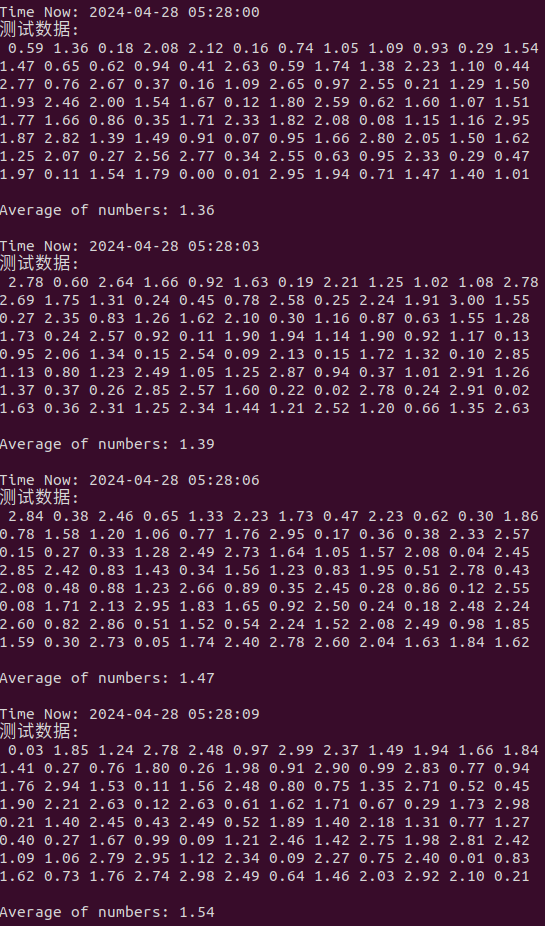 Time Now: 2024-04-28 05:28:00
测试数据:
0.59 1.36 0.18 2.08 2.12 0.16 0.74 1.05 1.09 0.93 0.29 1.54
1.47 0.65 0.62 0.94 0.41 2.63 0.59 1.74 1.38 2.23 1.10 0.44
2.77 0.76 2.67 0.37 0.16 1.09 2.65 0.97 2.55 0.21 1.29 1.50
1.93 2.46 2.00 1.54 1.67 0.12 1.80 2.59 0.62 1.60 1.07 1.51
1.77 1.66 0.86 0.35 1.71 2.33 1.82 2.08 0.08 1.15 1.16 2.95
1.87 2.82 1.39 1.49 0.91 0.07 0.95 1.66 2.80 2.05 1.50 1.62
1.25 2.07 0.27 2.56 2.77 0.34 2.55 0.63 0.95 2.33 0.29 0.47
1.97 0.11 1.54 1.79 0.00 0.01 2.95 1.94 0.71 1.47 1.40 1.01
Average of numbers: 1.36
Time Now: 2024-04-28 05:28:03
测试数据:
2.78 0.60 2.64 1.66 0.92 1.63 0.19 2.21 1.25 1.02 1.08 2.78
2.69 1.75 1.31 0.24 0.45 0.78 2.58 0.25 2.24 1.91 3.00 1.55
0.27 2.35 0.83 1.26 1.62 2.10 0.30 1.16 0.87 0.63 1.55 1.28
1.73 0.24 2.57 0.92 0.11 1.90 1.94 1.14 1.90 0.92 1.17 0.13
0.95 2.06 1.34 0.15 2.54 0.09 2.13 0.15 1.72 1.32 0.10 2.85
1.13 0.80 1.23 2.49 1.05 1.25 2.87 0.94 0.37 1.01 2.91 1.26
1.37 0.37 0.26 2.85 2.57 1.60 0.22 0.02 2.78 0.24 2.91 0.02
1.63 0.36 2.31 1.25 2.34 1.44 1.21 2.52 1.20 0.66 1.35 2.63
Average of numbers: 1.39
Time Now: 2024-04-28 05:28:06
测试数据:
2.84 0.38 2.46 0.65 1.33 2.23 1.73 0.47 2.23 0.62 0.30 1.86
0.78 1.58 1.20 1.06 0.77 1.76 2.95 0.17 0.36 0.38 2.33 2.57
0.15 0.27 0.33 1.28 2.49 2.73 1.64 1.05 1.57 2.08 0.04 2.45
2.85 2.42 0.83 1.43 0.34 1.56 1.23 0.83 1.95 0.51 2.78 0.43
2.08 0.48 0.88 1.23 2.66 0.89 0.35 2.45 0.28 0.86 0.12 2.55
0.08 1.71 2.13 2.95 1.83 1.65 0.92 2.50 0.24 0.18 2.48 2.24
2.60 0.82 2.86 0.51 1.52 0.54 2.24 1.52 2.08 2.49 0.98 1.85
1.59 0.30 2.73 0.05 1.74 2.40 2.78 2.60 2.04 1.63 1.84 1.62
Average of numbers: 1.47
Time Now: 2024-04-28 05:28:09
测试数据:
0.03 1.85 1.24 2.78 2.48 0.97 2.99 2.37 1.49 1.94 1.66 1.84
1.41 0.27 0.76 1.80 0.26 1.98 0.91 2.90 0.99 2.83 0.77 0.94
1.76 2.94 1.53 0.11 1.56 2.48 0.80 0.75 1.35 2.71 0.52 0.45
1.90 2.21 2.63 0.12 2.63 0.61 1.62 1.71 0.67 0.29 1.73 2.98
0.21 1.40 2.45 0.43 2.49 0.52 1.89 1.40 2.18 1.31 0.77 1.27
0.40 0.27 1.67 0.99 0.09 1.21 2.46 1.42 2.75 1.98 2.81 2.42
1.09 1.06 2.79 2.95 1.12 2.34 0.09 2.27 0.75 2.40 0.01 0.83
1.62 0.73 1.76 2.74 2.98 2.49 0.64 1.46 2.03 2.92 2.10 0.21
Average of numbers: 1.54